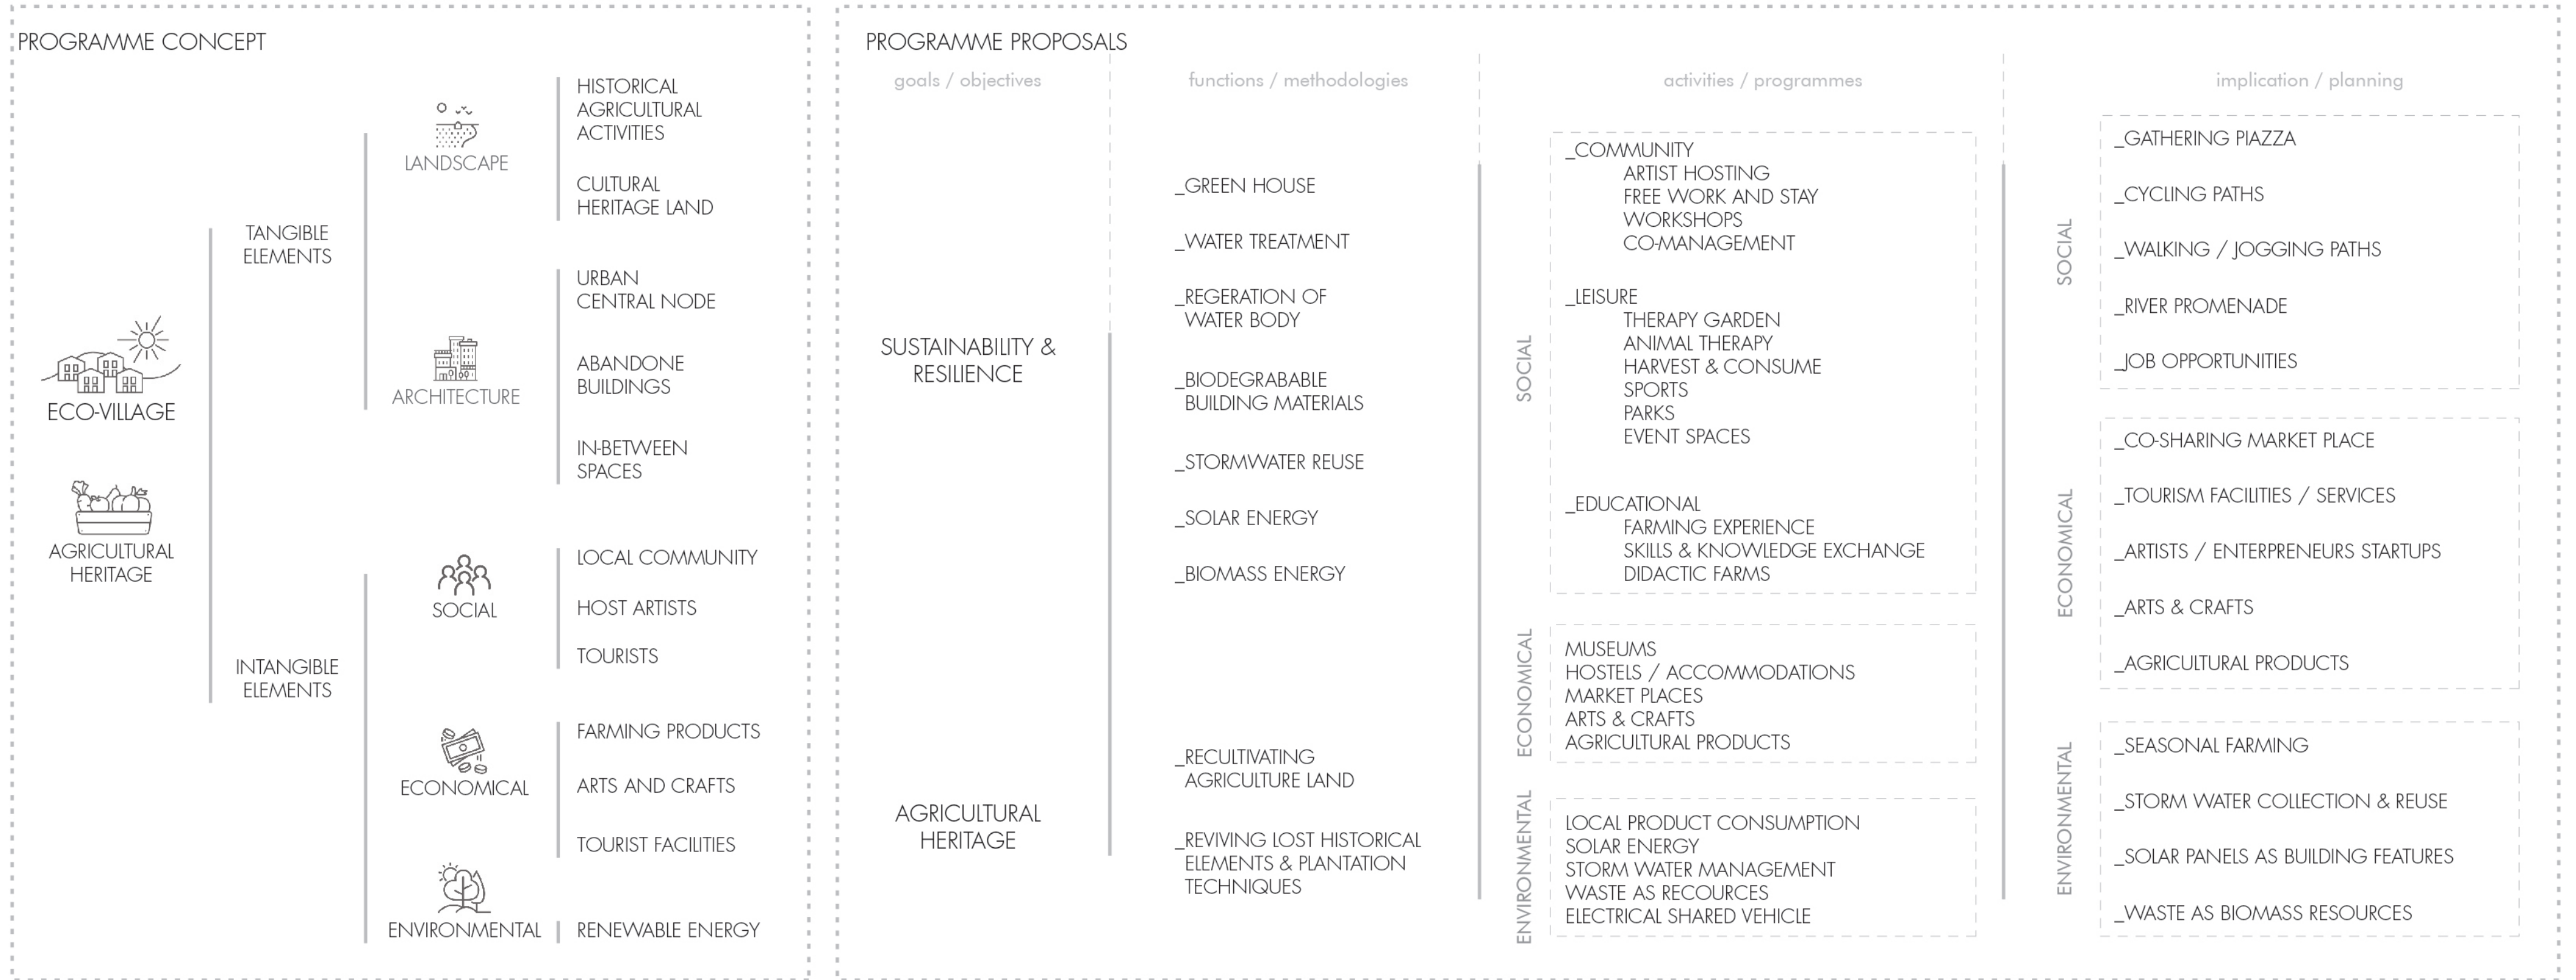 PROGRAMME CONCEPT
ECO-VILLAGE
AGRICULTURAL
HERITAGE
TANGIBLE
ELEMENTS
LANDSCAPE
HISTORICAL
AGRICULTURAL
ACTIVITIES
CULTURAL
HERITAGE LAND
ARCHITECTURE
URBAN
CENTRAL NODE
ABANDONE
BUILDINGS
IN-BETWEEN
SPACES
INTANGIBLE
ELEMENTS
SOCIAL
LOCAL COMMUNITY
HOST ARTISTS
TOURISTS
ECONOMICAL
FARMING PRODUCTS
ARTS AND CRAFTS
TOURIST FACILITIES
ENVIRONMENTAL
RENEWABLE ENERGY
PROGRAMME PROPOSALS
goals / objectives
SUSTAINABILITY &
RESILIENCE
AGRICULTURAL
HERITAGE
functions / methodologies
_GREEN HOUSE
_WATER TREATMENT
_REGERATION OF
WATER BODY
_BIODEGRABABLE
BUILDING MATERIALS
_STORMWATER REUSE
_SOLAR ENERGY
_BIOMASS ENERGY
_RECULTIVATING
AGRICULTURE LAND
_REVIVING LOST HISTORICAL
ELEMENTS & PLANTATION
TECHNIQUES
activities / programmes
SOCIAL
_COMMUNITY
ARTIST HOSTING
FREE WORK AND STAY
WORKSHOPS
CO-MANAGEMENT
_LEISURE
THERAPY GARDEN
ANIMAL THERAPY
HARVEST & CONSUME
SPORTS
PARKS
EVENT SPACES
_EDUCATIONAL
FARMING EXPERIENCE
SKILLS & KNOWLEDGE EXCHANGE
DIDACTIC FARMS
ECONOMICAL
MUSEUMS
HOSTELS / ACCOMMODATIONS
MARKET PLACES
ARTS & CRAFTS
AGRICULTURAL PRODUCTS
ENVIRONMENTAL
LOCAL PRODUCT CONSUMPTION
SOLAR ENERGY
STORM WATER MANAGEMENT
WASTE AS RECOURCES
ELECTRICAL SHARED VEHICLE
implication / planning
SOCIAL
_GATHERING PIAZZA
_CYCLING PATHS
_WALKING / JOGGING PATHS
_RIVER PROMENADE
_JOB OPPORTUNITIES
ECONOMICAL
_CO-SHARING MARKET PLACE
_TOURISM FACILITIES / SERVICES
_ARTISTS / ENTERPRENEURS STARTUPS
_ARTS & CRAFTS
_AGRICULTURAL PRODUCTS
ENVIRONMENTAL
_SEASONAL FARMING
_STORM WATER COLLECTION & REUSE
_SOLAR PANELS AS BUILDING FEATURES
_WASTE AS BIOMASS RESOURCES